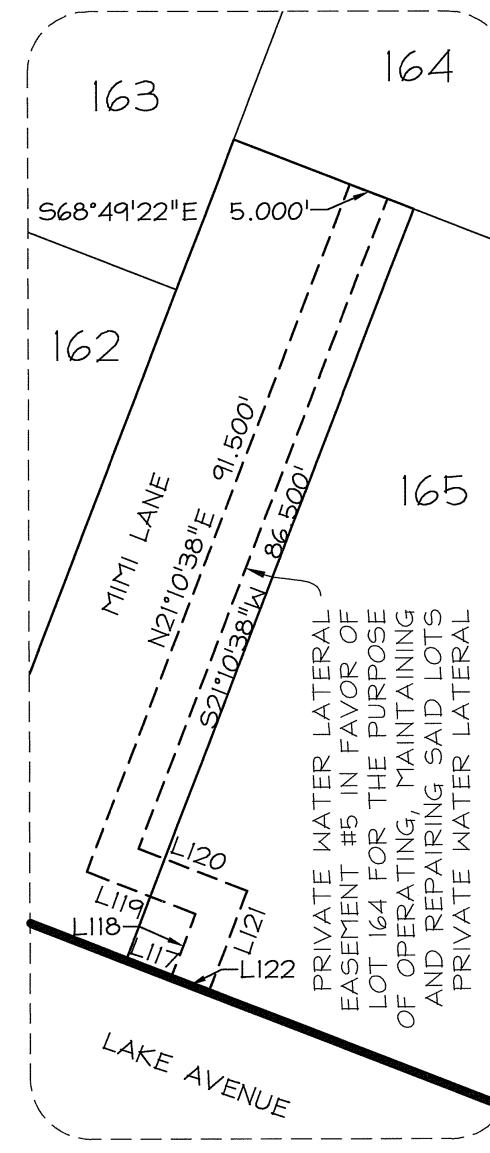 163
164
S68°49'22"E
5.000'
162
MIMI LANE
N21°10'38"E 91.500'
S21°10'38"W 86.500'
165
PRIVATE WATER LATERAL
EASEMENT #5 IN FAVOR OF
LOT 164 FOR THE PURPOSE
OF OPERATING, MAINTAINING
AND REPAIRING SAID LOTS
PRIVATE WATER LATERAL
L120
L119
L121
L118
L117
L122
LAKE AVENUE